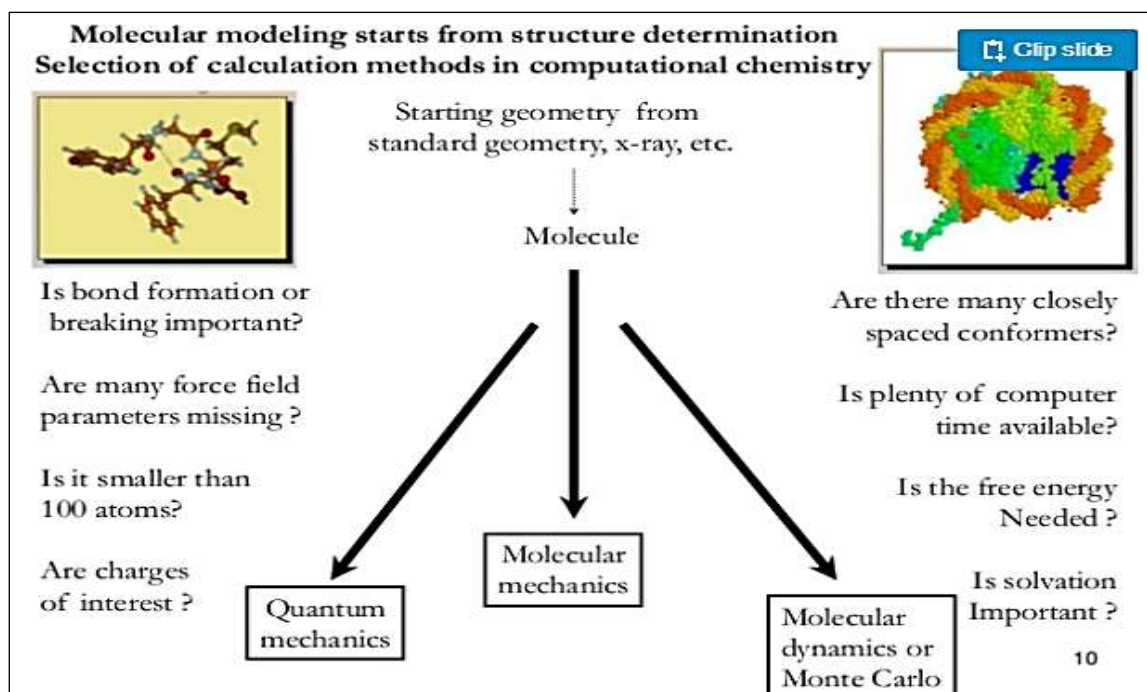 Molecular modeling starts from structure determination
Selection of calculation methods in computational chemistry
Clip slide
Starting geometry from
standard geometry, x-ray, etc.
Molecule
Is bond formation or
breaking important?
Are many force field
parameters missing ?
Is it smaller than
100 atoms?
Are charges
of interest ?
Are there many closely
spaced conformers?
Is plenty of computer
time available?
Is the free energy
Needed ?
Is solvation
Important ?
Quantum
mechanics
Molecular
mechanics
Molecular
dynamics or
Monte Carlo
10